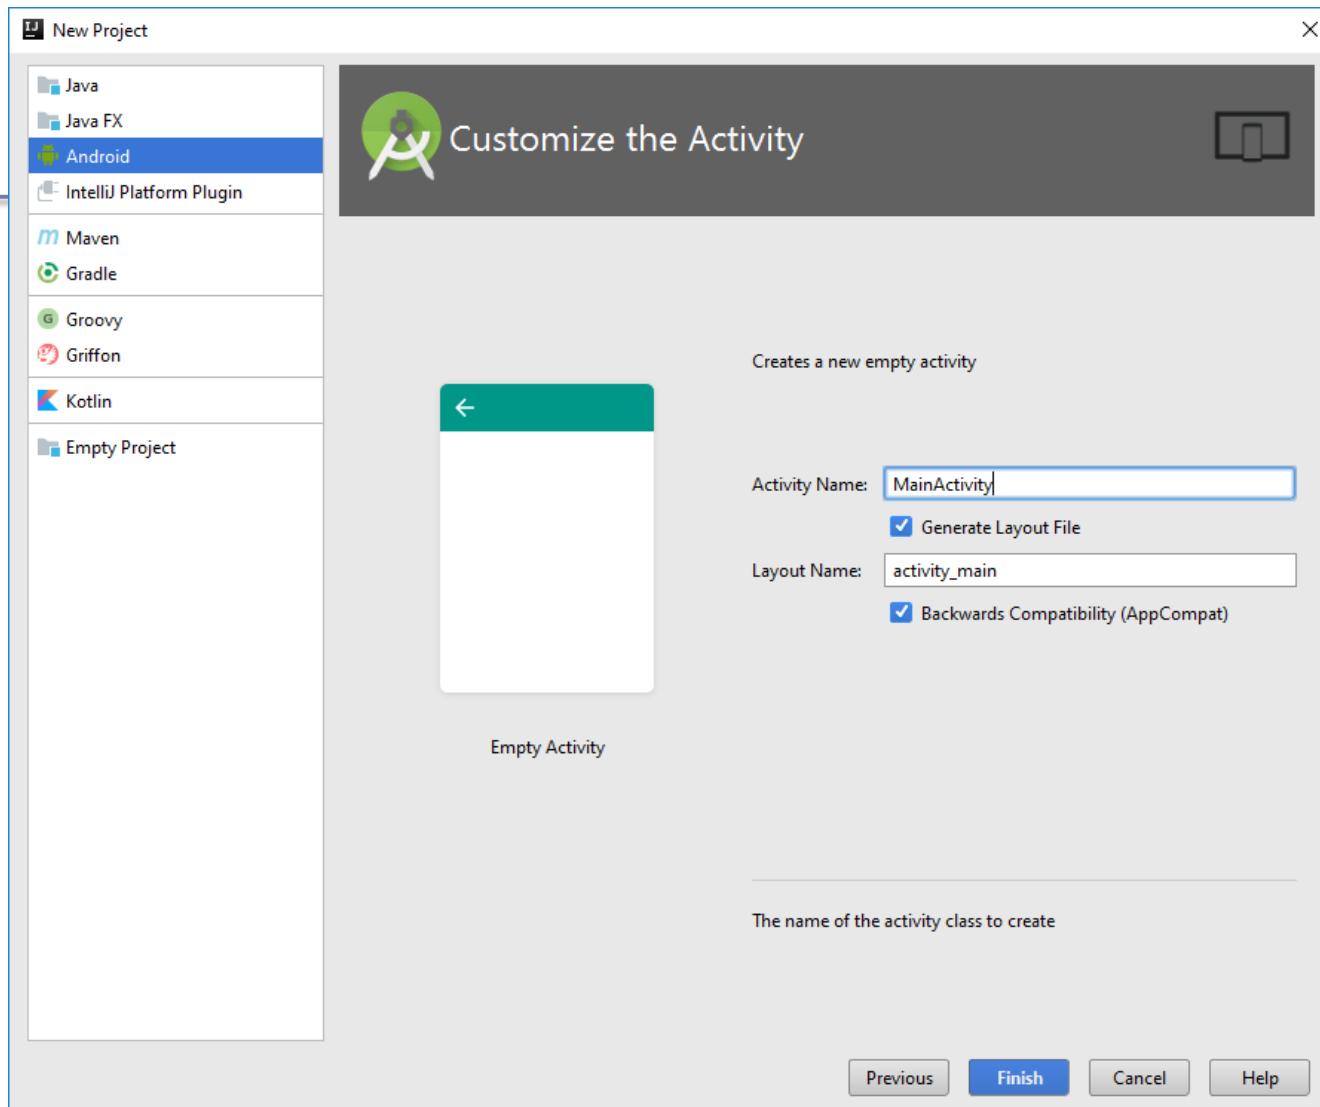 New Project
Java
Java FX
Android
IntelliJ Platform Plugin
Maven
Gradle
Groovy
Griffon
Kotlin
Empty Project
Customize the Activity
Creates a new empty activity
Activity Name: MainActivity
Generate Layout File
Layout Name: activity_main
Backwards Compatibility (AppCompat)
Empty Activity
The name of the activity class to create
Previous Finish Cancel Help